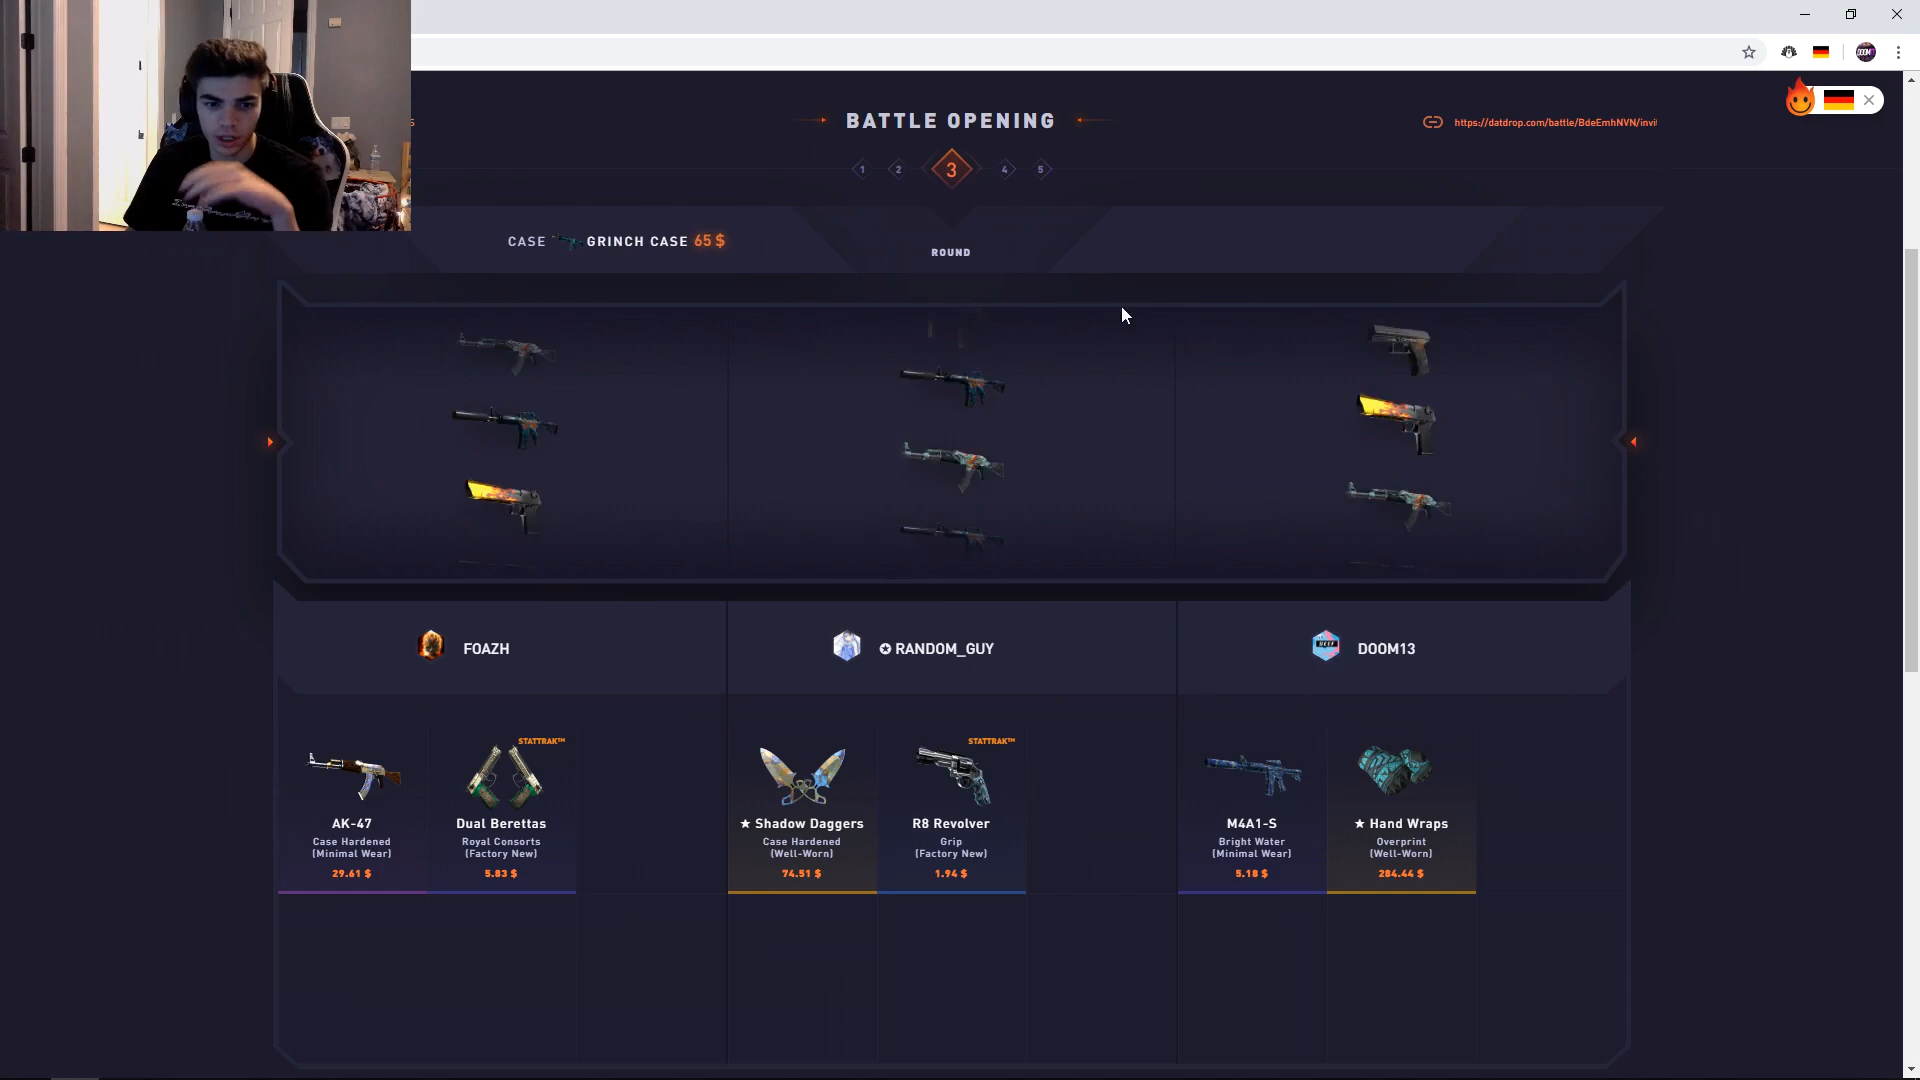 BATTLE OPENING
https://datdrop.com/battle/BdeEmhNVN/invi
1 2 3 4 5
CASE GRINCH CASE 65 $
ROUND
FOAZH
RANDOM_GUY
DOOM13
STATTRAK™
STATTRAK™
AK-47
Case Hardened
(Minimal Wear)
29.61 $
Dual Berettas
Royal Consorts
(Factory New)
5.83 $
★ Shadow Daggers
Case Hardened
(Well-Worn)
74.51 $
R8 Revolver
Grip
(Factory New)
1.94 $
M4A1-S
Bright Water
(Minimal Wear)
5.18 $
★ Hand Wraps
Overprint
(Well-Worn)
284.44 $